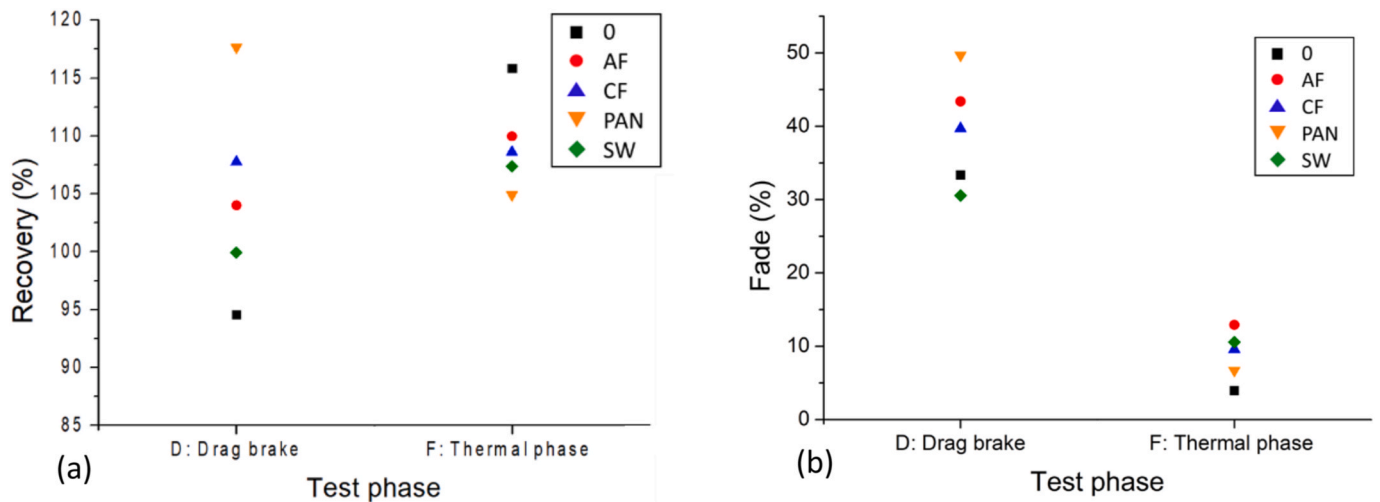 120
115
110
105
100
95
90
85
Recovery (%)
0
AF
CF
PAN
SW
D: Drag brake
F: Thermal phase
Test phase
(a)
50
40
30
20
10
0
Fade (%)
0
AF
CF
PAN
SW
D: Drag brake
F: Thermal phase
Test phase
(b)